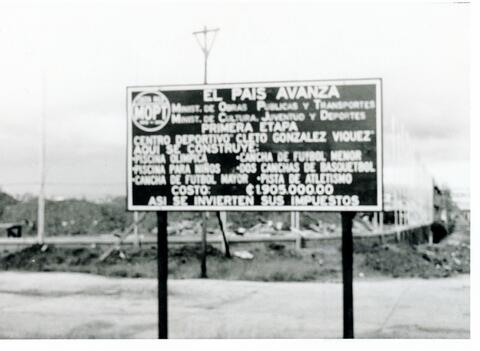 EL PAIS AVANZA
MOPT
MINIST. DE OBRAS PUBLICAS Y TRANSPORTES
MINIST. DE CULTURA, JUVENTUD Y DEPORTES
PRIMERA ETAPA
CENTRO DEPORTIVO "CLETO GONZALEZ VIQUEZ"
AQUI SE CONSTRUYE:
•PISCINA OLIMPICA •CANCHA DE FUTBOL MENOR
•PISCINA PARA NIÑOS •DOS CANCHAS DE BASQUETBOL
•CANCHA DE FUTBOL MAYOR •PISTA DE ATLETISMO
COSTO: ₡1.905.000.00
ASI SE INVIERTEN SUS IMPUESTOS